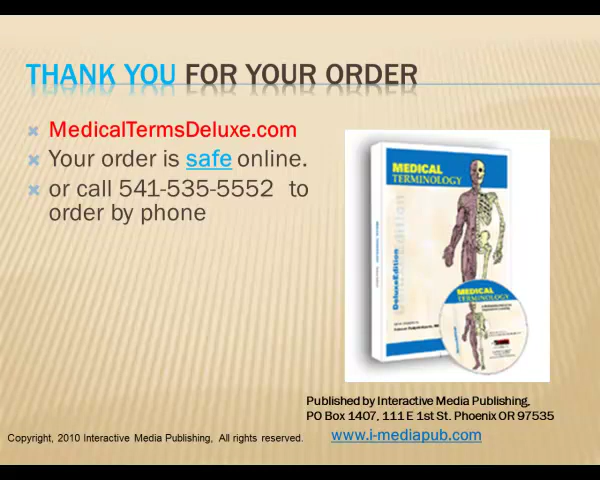 THANK YOU FOR YOUR ORDER
MedicalTermsDeluxe.com
Your order is safe online.
or call 541-535-5552 to
order by phone
MEDICAL
TERMINOLOGY
DeluxeEdition
MEDICAL
TERMINOLOGY
Published by Interactive Media Publishing,
PO Box 1407, 111 E 1st St. Phoenix OR 97535
Copyright, 2010 Interactive Media Publishing, All rights reserved.
www.i-mediapub.com